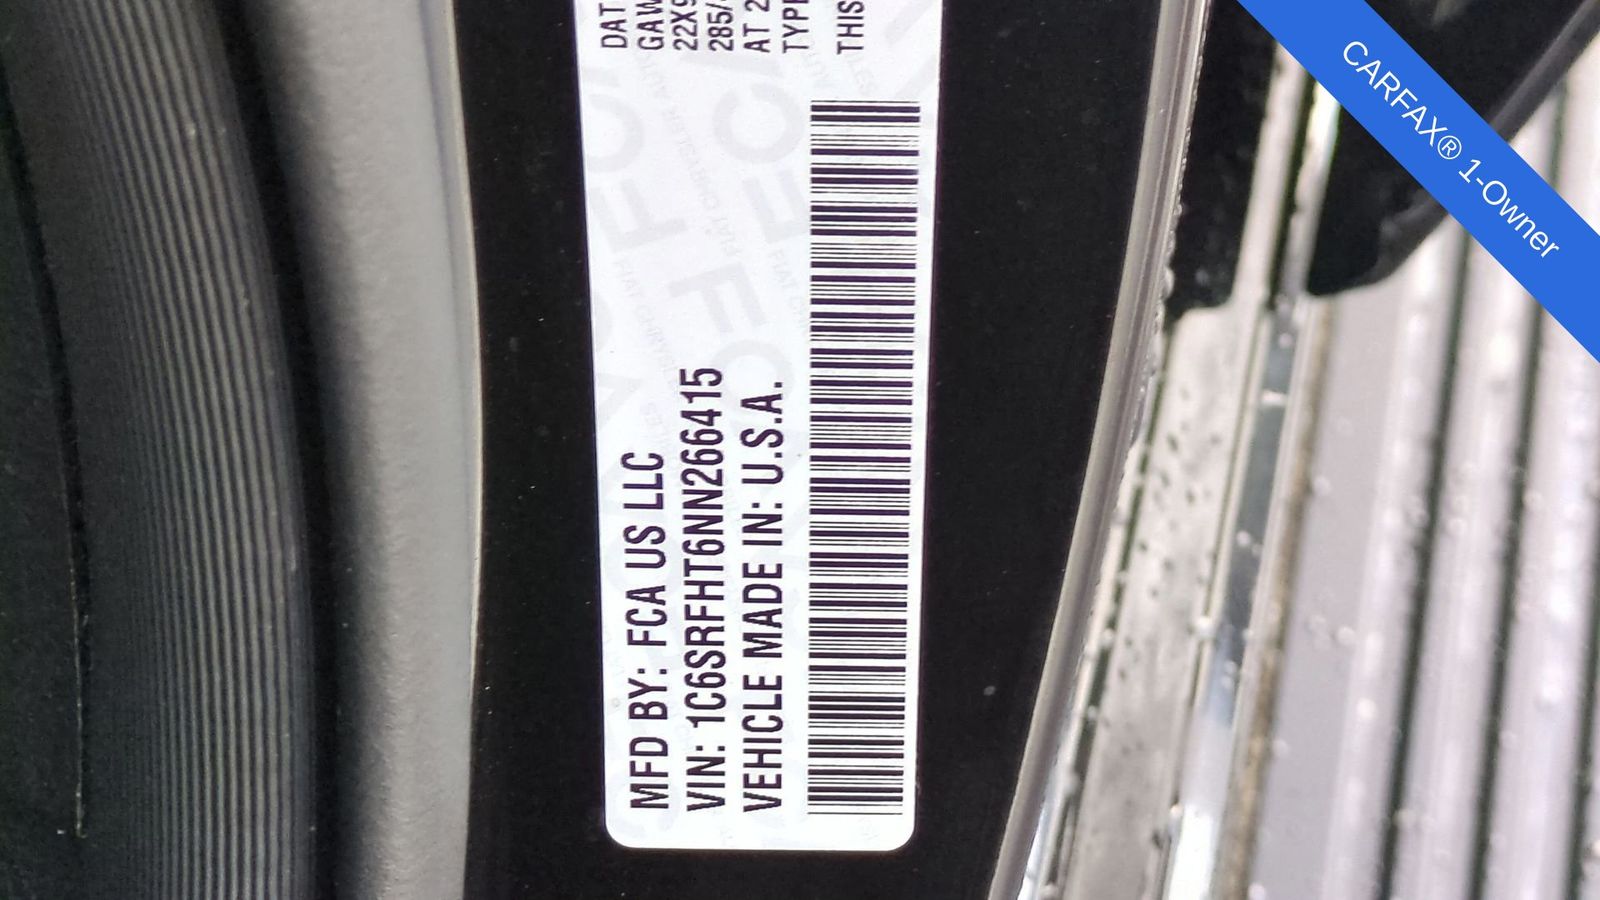 MFD BY: FCA US LLC
VIN: 1C6SRFHT6NN266415
VEHICLE MADE IN: U.S.A.
DAT
GAW
22X9
285/
AT 2
TYPE
THIS
CARFAX® 1-Owner